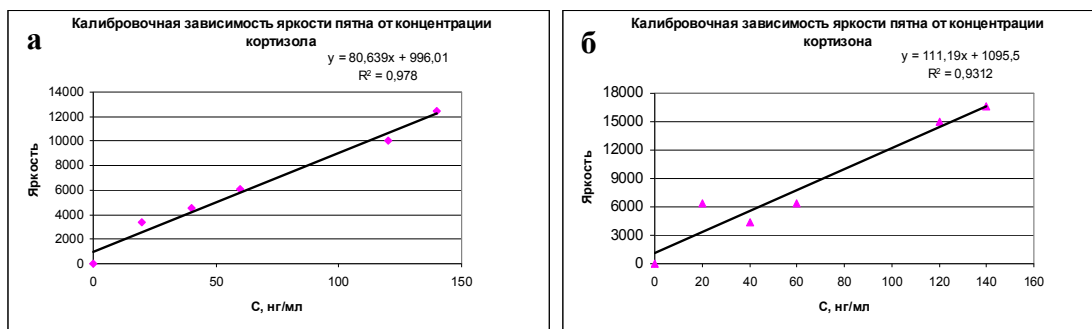 а
Калибровочная зависимость яркости пятна от концентрации
кортизола
y = 80,639x + 996,01
R² = 0,978
14000
12000
10000
8000
6000
4000
2000
0
Яркость
0
50
100
150
С, нг/мл
б
Калибровочная зависимость яркости пятна от концентрации
кортизона
y = 111,19x + 1095,5
R² = 0,9312
18000
15000
12000
9000
6000
3000
0
Яркость
0
20
40
60
80
100
120
140
160
С, нг/мл